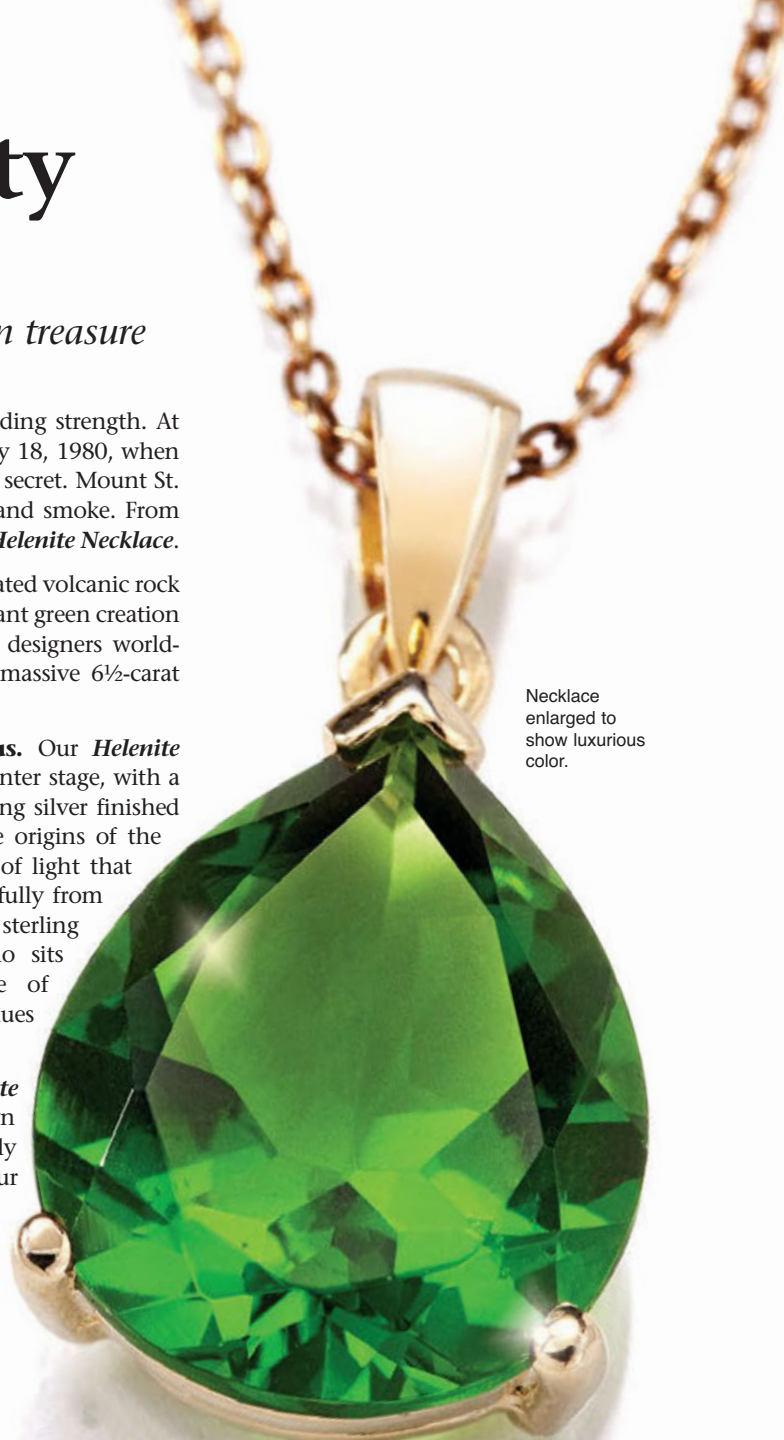 ty
n treasure
ding strength. At
y 18, 1980, when
secret. Mount St.
and smoke. From
Helenite Necklace.
ated volcanic rock
ant green creation
designers world-
massive 6½-carat
us. Our Helenite
nter stage, with a
ng silver finished
e origins of the
of light that
fully from
sterling
o sits
e of
ues
te
n
ly
ur
Necklace
enlarged to
show luxurious
color.